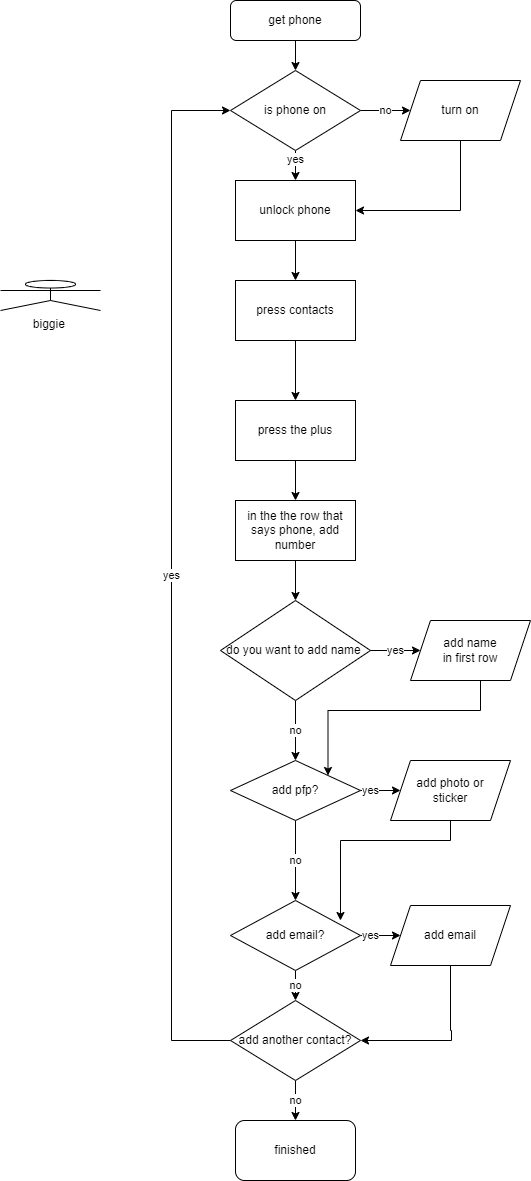 get phone
is phone on
no
turn on
yes
unlock phone
press contacts
biggie
press the plus
in the the row that
says phone, add
number
yes
do you want to add name
yes
add name
in first row
no
add pfp?
yes
add photo or
sticker
no
add email?
yes
add email
no
add another contact?
no
finished